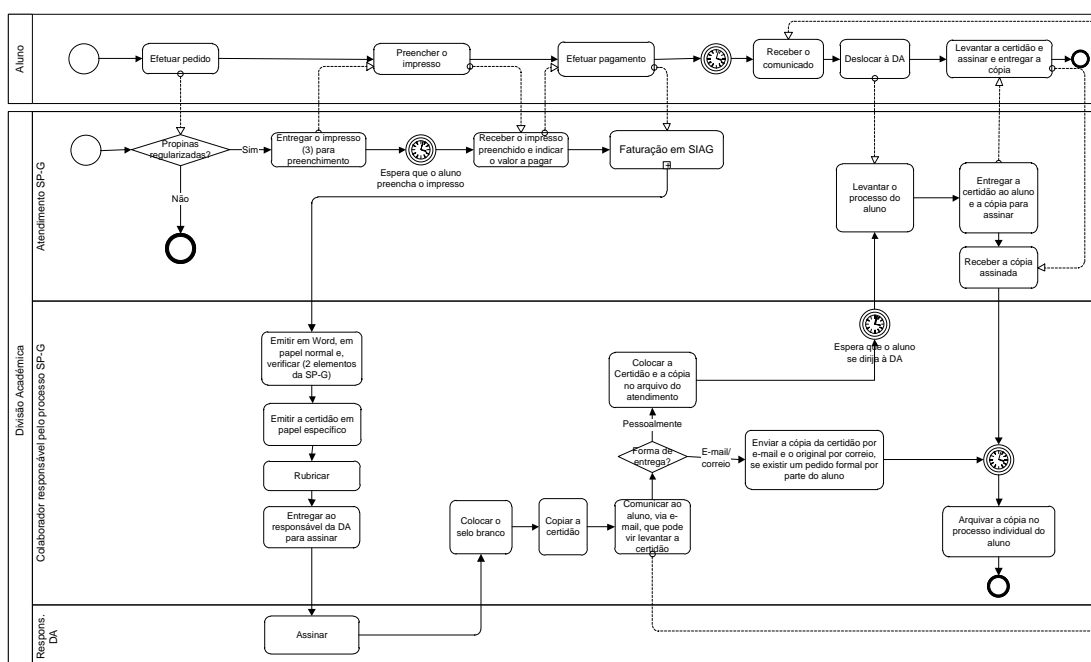 Aluno
Efetuar pedido
Preencher o
impresso
Efetuar pagamento
Receber o
comunicado
Deslocar à DA
Levantar a certidão e
assinar e entregar a
cópia
Divisão Académica
Atendimento SP-G
Propinas
regularizadas?
Sim
Não
Entregar o impresso
(3) para
preenchimento
Espera que o aluno
preencha o impresso
Receber o impresso
preenchido e indicar
o valor a pagar
Faturação em SIAG
Levantar o
processo do
aluno
Entregar a
certidão ao aluno
e a cópia para
assinar
Receber a cópia
assinada
Colaborador responsável pelo processo SP-G
Emitir em Word, em
papel normal e,
verificar (2 elementos
da SP-G)
Emitir a certidão em
papel específico
Rubricar
Entregar ao
responsável da DA
para assinar
Colocar o
selo branco
Copiar a
certidão
Comunicar ao
aluno, via e-
mail, que pode
vir levantar a
certidão
Forma de
entrega?
Pessoalmente
E-mail/
correio
Colocar a
Certidão e a cópia
no arquivo do
atendimento
Espera que o aluno
se dirija à DA
Enviar a cópia da certidão por
e-mail e o original por correio,
se existir um pedido formal por
parte do aluno
Arquivar a cópia no
processo individual do
aluno
Respons.
DA
Assinar